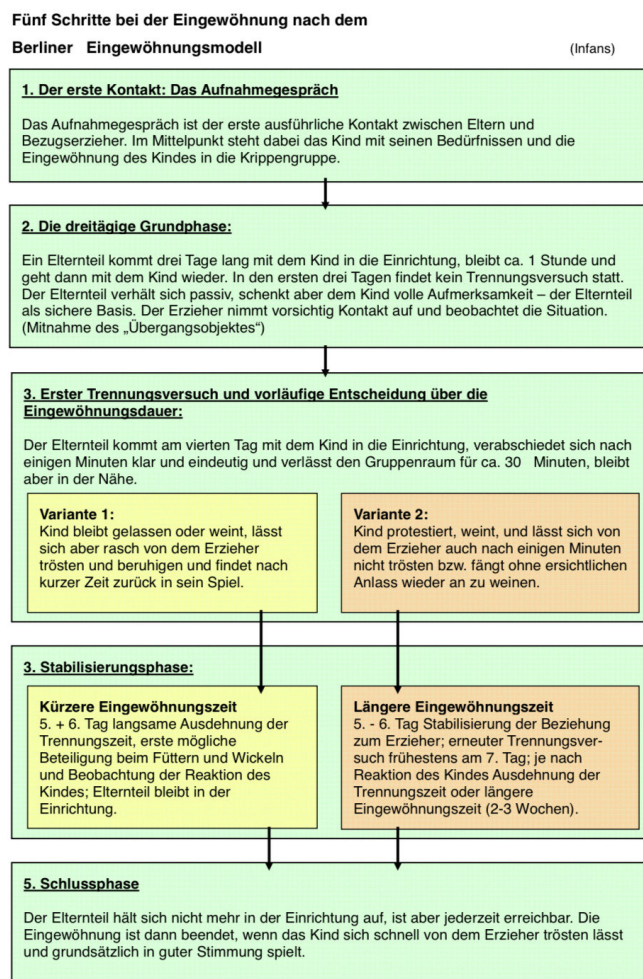 Fünf Schritte bei der Eingewöhnung nach dem
Berliner Eingewöhnungsmodell (Infans)
1. Der erste Kontakt: Das Aufnahmegespräch
Das Aufnahmegespräch ist der erste ausführliche Kontakt zwischen Eltern und
Bezugserzieher. Im Mittelpunkt steht dabei das Kind mit seinen Bedürfnissen und die
Eingewöhnung des Kindes in die Krippengruppe.
2. Die dreitägige Grundphase:
Ein Elternteil kommt drei Tage lang mit dem Kind in die Einrichtung, bleibt ca. 1 Stunde und
geht dann mit dem Kind wieder. In den ersten drei Tagen findet kein Trennungsversuch statt.
Der Elternteil verhält sich passiv, schenkt aber dem Kind volle Aufmerksamkeit – der Elternteil
als sichere Basis. Der Erzieher nimmt vorsichtig Kontakt auf und beobachtet die Situation.
(Mitnahme des „Übergangsobjektes“)
3. Erster Trennungsversuch und vorläufige Entscheidung über die
Eingewöhnungsdauer:
Der Elternteil kommt am vierten Tag mit dem Kind in die Einrichtung, verabschiedet sich nach
einigen Minuten klar und eindeutig und verlässt den Gruppenraum für ca. 30 Minuten, bleibt
aber in der Nähe.
Variante 1:
Kind bleibt gelassen oder weint, lässt
sich aber rasch von dem Erzieher
trösten und beruhigen und findet nach
kurzer Zeit zurück in sein Spiel.
Variante 2:
Kind protestiert, weint, und lässt sich von
dem Erzieher auch nach einigen Minuten
nicht trösten bzw. fängt ohne ersichtlichen
Anlass wieder an zu weinen.
3. Stabilisierungsphase:
Kürzere Eingewöhnungszeit
5. + 6. Tag langsame Ausdehnung der
Trennungszeit, erste mögliche
Beteiligung beim Füttern und Wickeln
und Beobachtung der Reaktion des
Kindes; Elternteil bleibt in der
Einrichtung.
Längere Eingewöhnungszeit
5. - 6. Tag Stabilisierung der Beziehung
zum Erzieher; erneuter Trennungsver-
such frühestens am 7. Tag; je nach
Reaktion des Kindes Ausdehnung der
Trennungszeit oder längere
Eingewöhnungszeit (2-3 Wochen).
5. Schlussphase
Der Elternteil hält sich nicht mehr in der Einrichtung auf, ist aber jederzeit erreichbar. Die
Eingewöhnung ist dann beendet, wenn das Kind sich schnell von dem Erzieher trösten lässt
und grundsätzlich in guter Stimmung spielt.